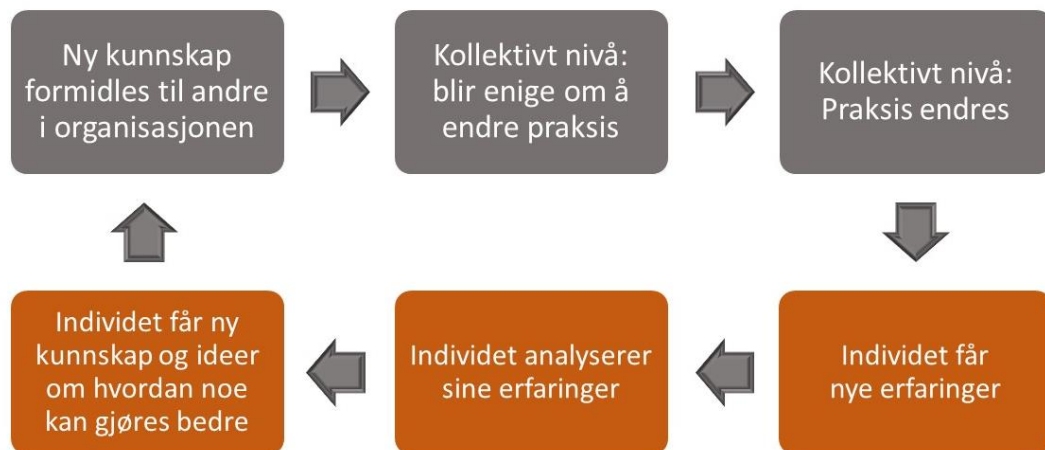 Ny kunnskap
formidles til andre
i organisasjonen
Kollektivt nivå:
blir enige om å
endre praksis
Kollektivt nivå:
Praksis endres
Individet får ny
kunnskap og ideer
om hvordan noe
kan gjøres bedre
Individet analyserer
sine erfaringer
Individet får
nye erfaringer